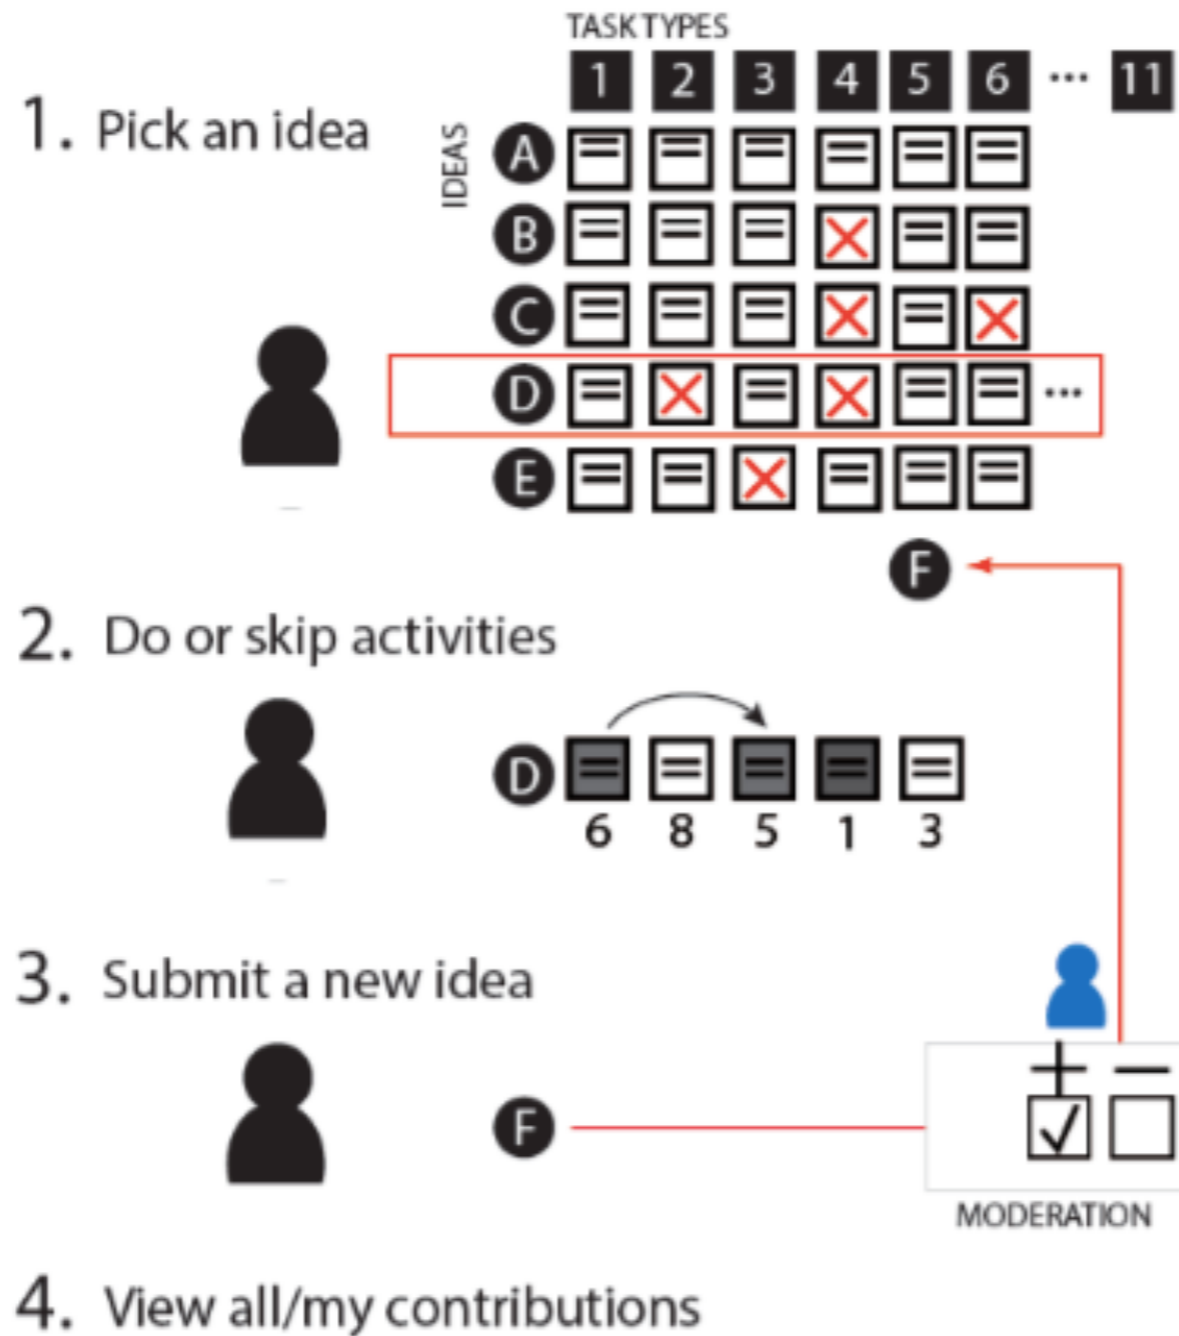 TASK TYPES
1 2 3 4 5 6 ... 11
1. Pick an idea
IDEAS
A
B
C
D ...
E
F
2. Do or skip activities
D
6 8 5 1 3
3. Submit a new idea
+ −
F
MODERATION
4. View all/my contributions